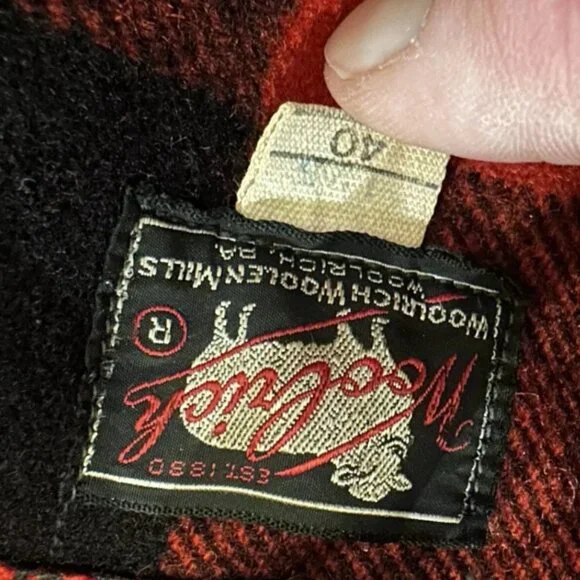 EST 1830
Woolrich
®
WOOLRICH WOOLEN MILLS
WOOLRICH, PA.
40